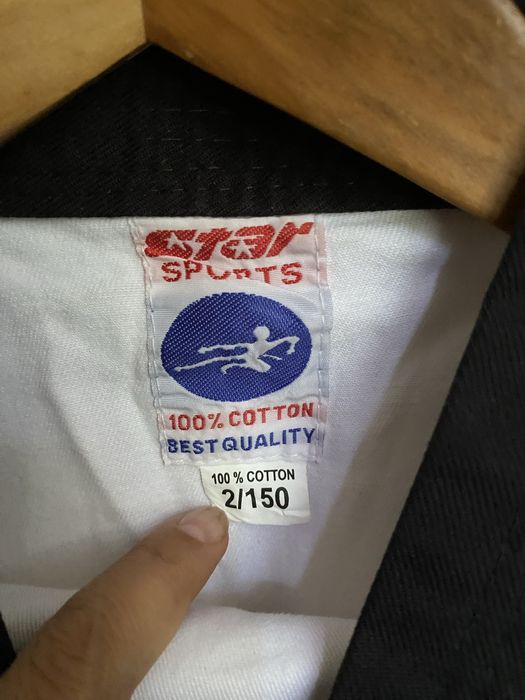 star
SPORTS
100% COTTON
BEST QUALITY
100 % COTTON
2/150